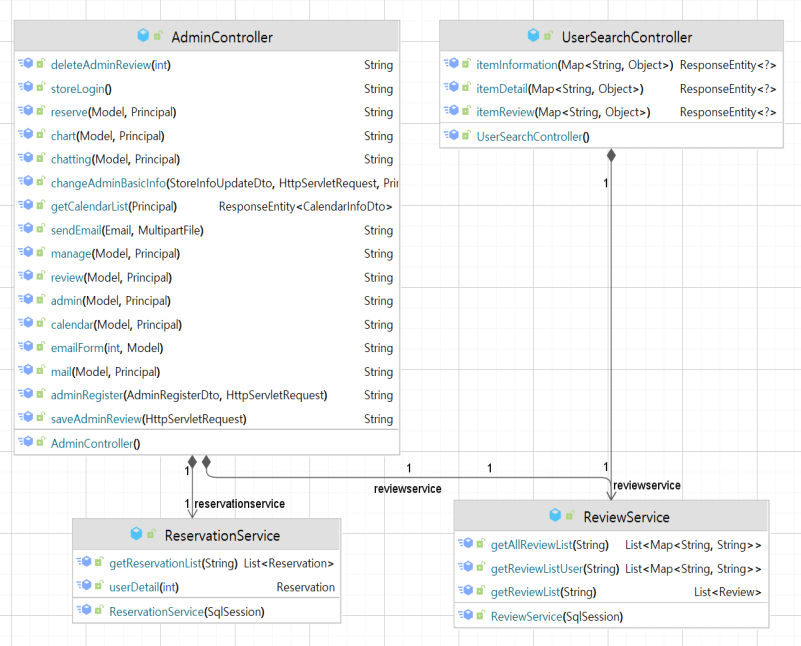 AdminController
deleteAdminReview(int) String
storeLogin() String
reserve(Model, Principal) String
chart(Model, Principal) String
chatting(Model, Principal) String
changeAdminBasicInfo(StoreInfoUpdateDto, HttpServletRequest, Pri
getCalendarList(Principal) ResponseEntity<CalendarInfoDto>
sendEmail(Email, MultipartFile) String
manage(Model, Principal) String
review(Model, Principal) String
admin(Model, Principal) String
calendar(Model, Principal) String
emailForm(int, Model) String
mail(Model, Principal) String
adminRegister(AdminRegisterDto, HttpServletRequest) String
saveAdminReview(HttpServletRequest) String
AdminController()
UserSearchController
itemInformation(Map<String, Object>) ResponseEntity<?>
itemDetail(Map<String, Object>) ResponseEntity<?>
itemReview(Map<String, Object>) ResponseEntity<?>
UserSearchController()
1
1
1 1 1
reviewservice
reviewservice
1 reservationservice
ReservationService
getReservationList(String) List<Reservation>
userDetail(int) Reservation
ReservationService(SqlSession)
ReviewService
getAllReviewList(String) List<Map<String, String>>
getReviewListUser(String) List<Map<String, String>>
getReviewList(String) List<Review>
ReviewService(SqlSession)